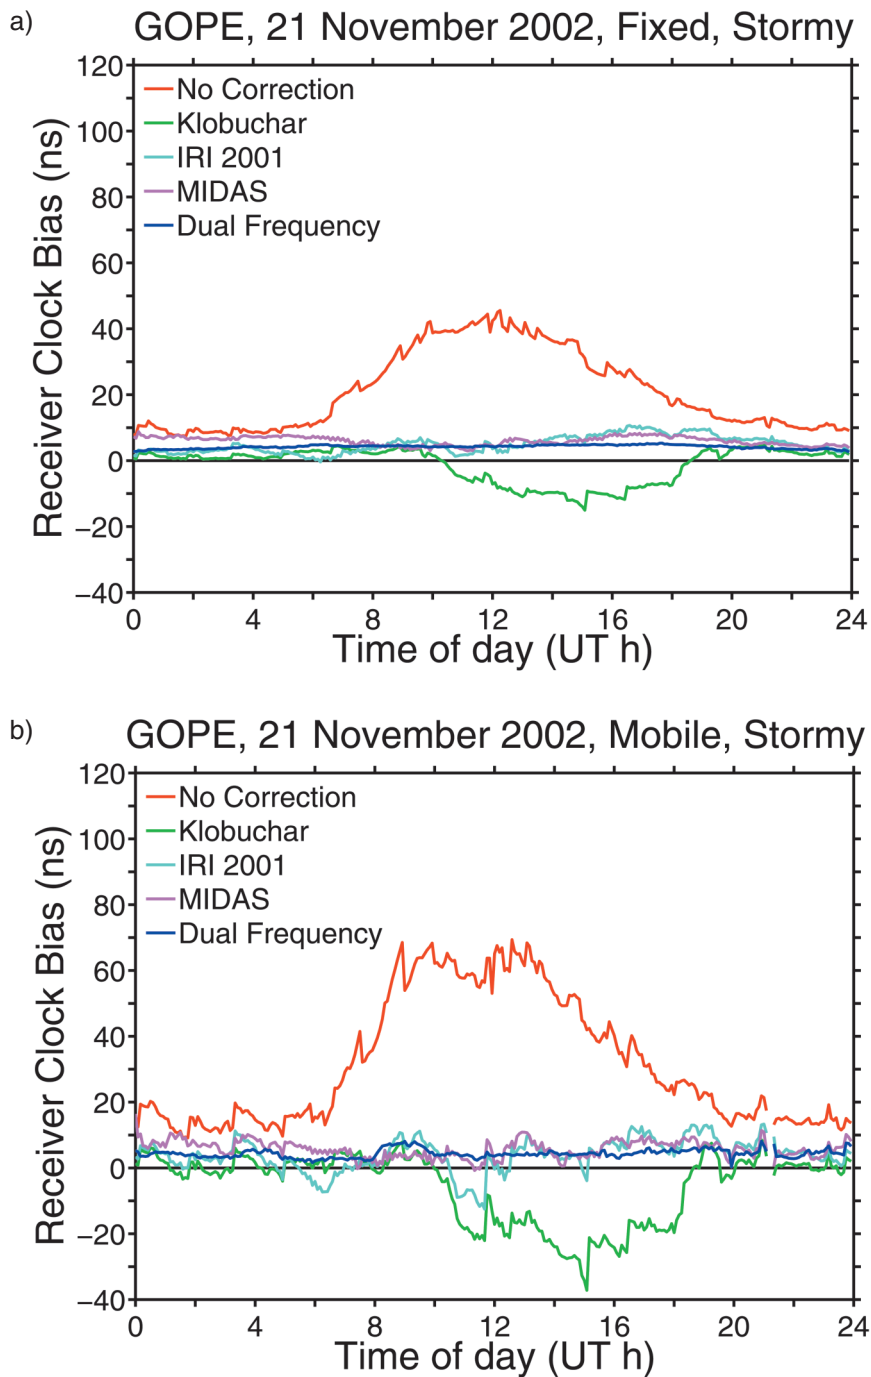 a)
GOPE, 21 November 2002, Fixed, Stormy
120
100
80
60
40
20
0
−20
−40
Receiver Clock Bias (ns)
No Correction
Klobuchar
IRI 2001
MIDAS
Dual Frequency
0 4 8 12 16 20 24
Time of day (UT h)
b)
GOPE, 21 November 2002, Mobile, Stormy
120
100
80
60
40
20
0
−20
−40
Receiver Clock Bias (ns)
No Correction
Klobuchar
IRI 2001
MIDAS
Dual Frequency
0 4 8 12 16 20 24
Time of day (UT h)